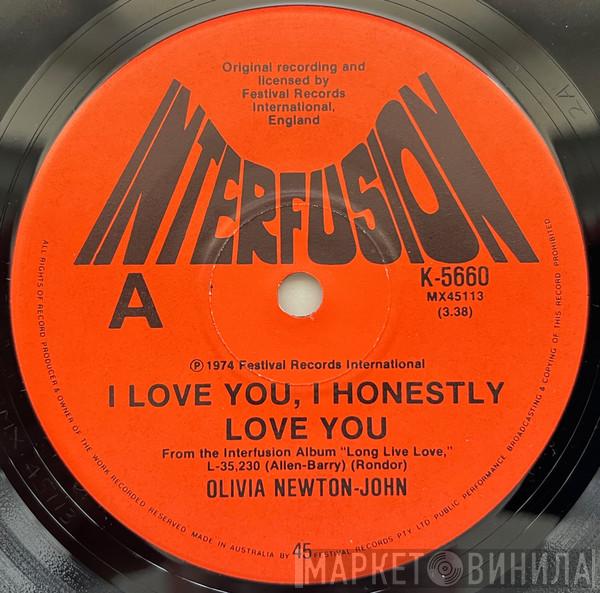 Original recording and
licensed by
Festival Records
International,
England
INTERFUSION
A
K-5660
MX45113
(3.38)
℗ 1974 Festival Records International
I LOVE YOU, I HONESTLY
LOVE YOU
From the Interfusion Album "Long Live Love,"
L-35,230 (Allen-Barry) (Rondor)
OLIVIA NEWTON-JOHN
45
ALL RIGHTS OF RECORD PRODUCER & OWNER OF THE WORK RECORDED RESERVED MADE IN AUSTRALIA BY FESTIVAL RECORDS PTY LTD PUBLIC PERFORMANCE BROADCASTING & COPYING OF THIS RECORD PROHIBITED
MX 45113
2A
МАРКЕТ ВИНИЛА